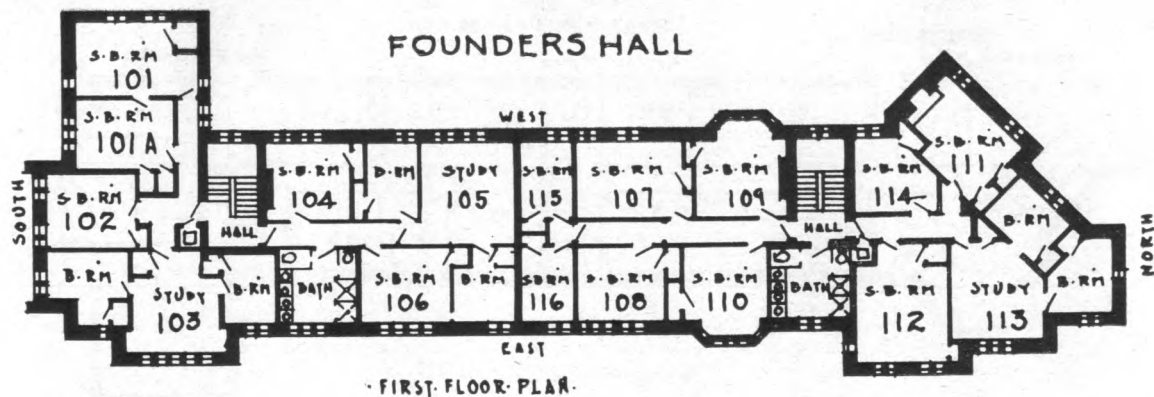 FOUNDERS HALL
WEST
S.B.RM
101
S.B.RM
101A
S.B.RM
102
B.RM
STUDY
103
B.RM
HALL
BATH
S.B.RM
104
B.RM
STUDY
105
S.B.RM
106
B.RM
S.B.RM
115
S.B.RM
116
S.B.RM
107
S.B.RM
108
S.B.RM
109
S.B.RM
110
HALL
BATH
S.B.RM
114
S.B.RM
111
S.B.RM
112
B.RM
STUDY
113
B.RM
SOUTH
NORTH
EAST
·FIRST·FLOOR·PLAN·